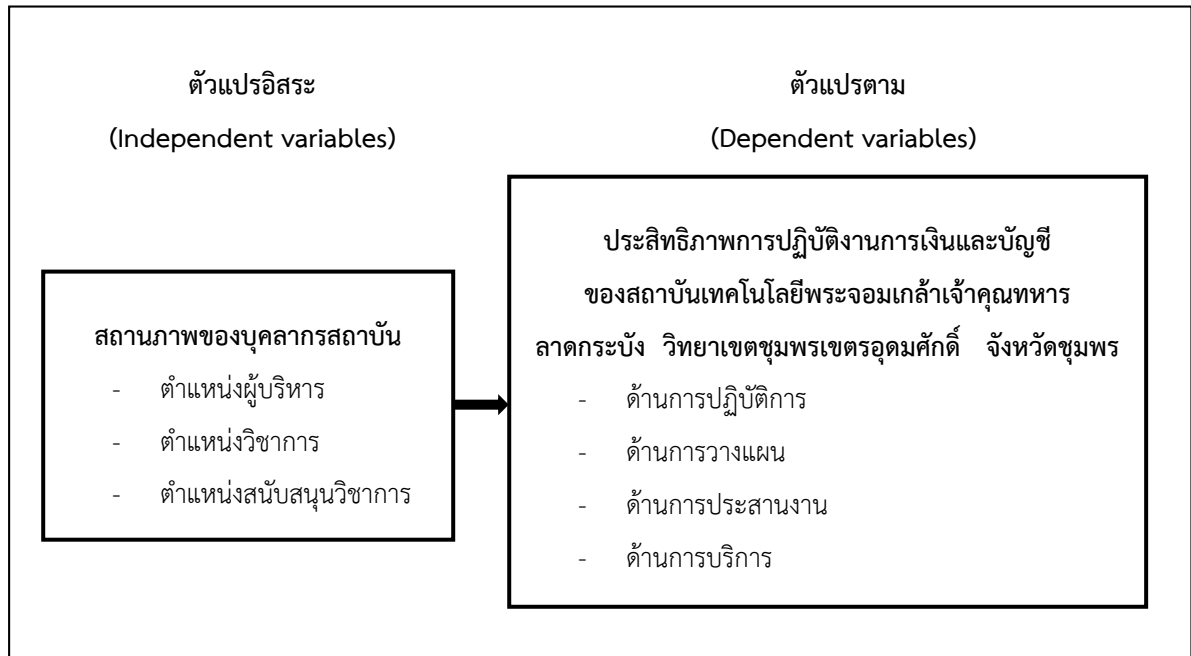 ตัวแปรอิสระ
(Independent variables)
สถานภาพของบุคลากรสถาบัน
- ตำแหน่งผู้บริหาร
- ตำแหน่งวิชาการ
- ตำแหน่งสนับสนุนวิชาการ
ตัวแปรตาม
(Dependent variables)
ประสิทธิภาพการปฏิบัติงานการเงินและบัญชี
ของสถาบันเทคโนโลยีพระจอมเกล้าเจ้าคุณทหาร
ลาดกระบัง วิทยาเขตชุมพรเขตรอุดมศักดิ์ จังหวัดชุมพร
- ด้านการปฏิบัติการ
- ด้านการวางแผน
- ด้านการประสานงาน
- ด้านการบริการ